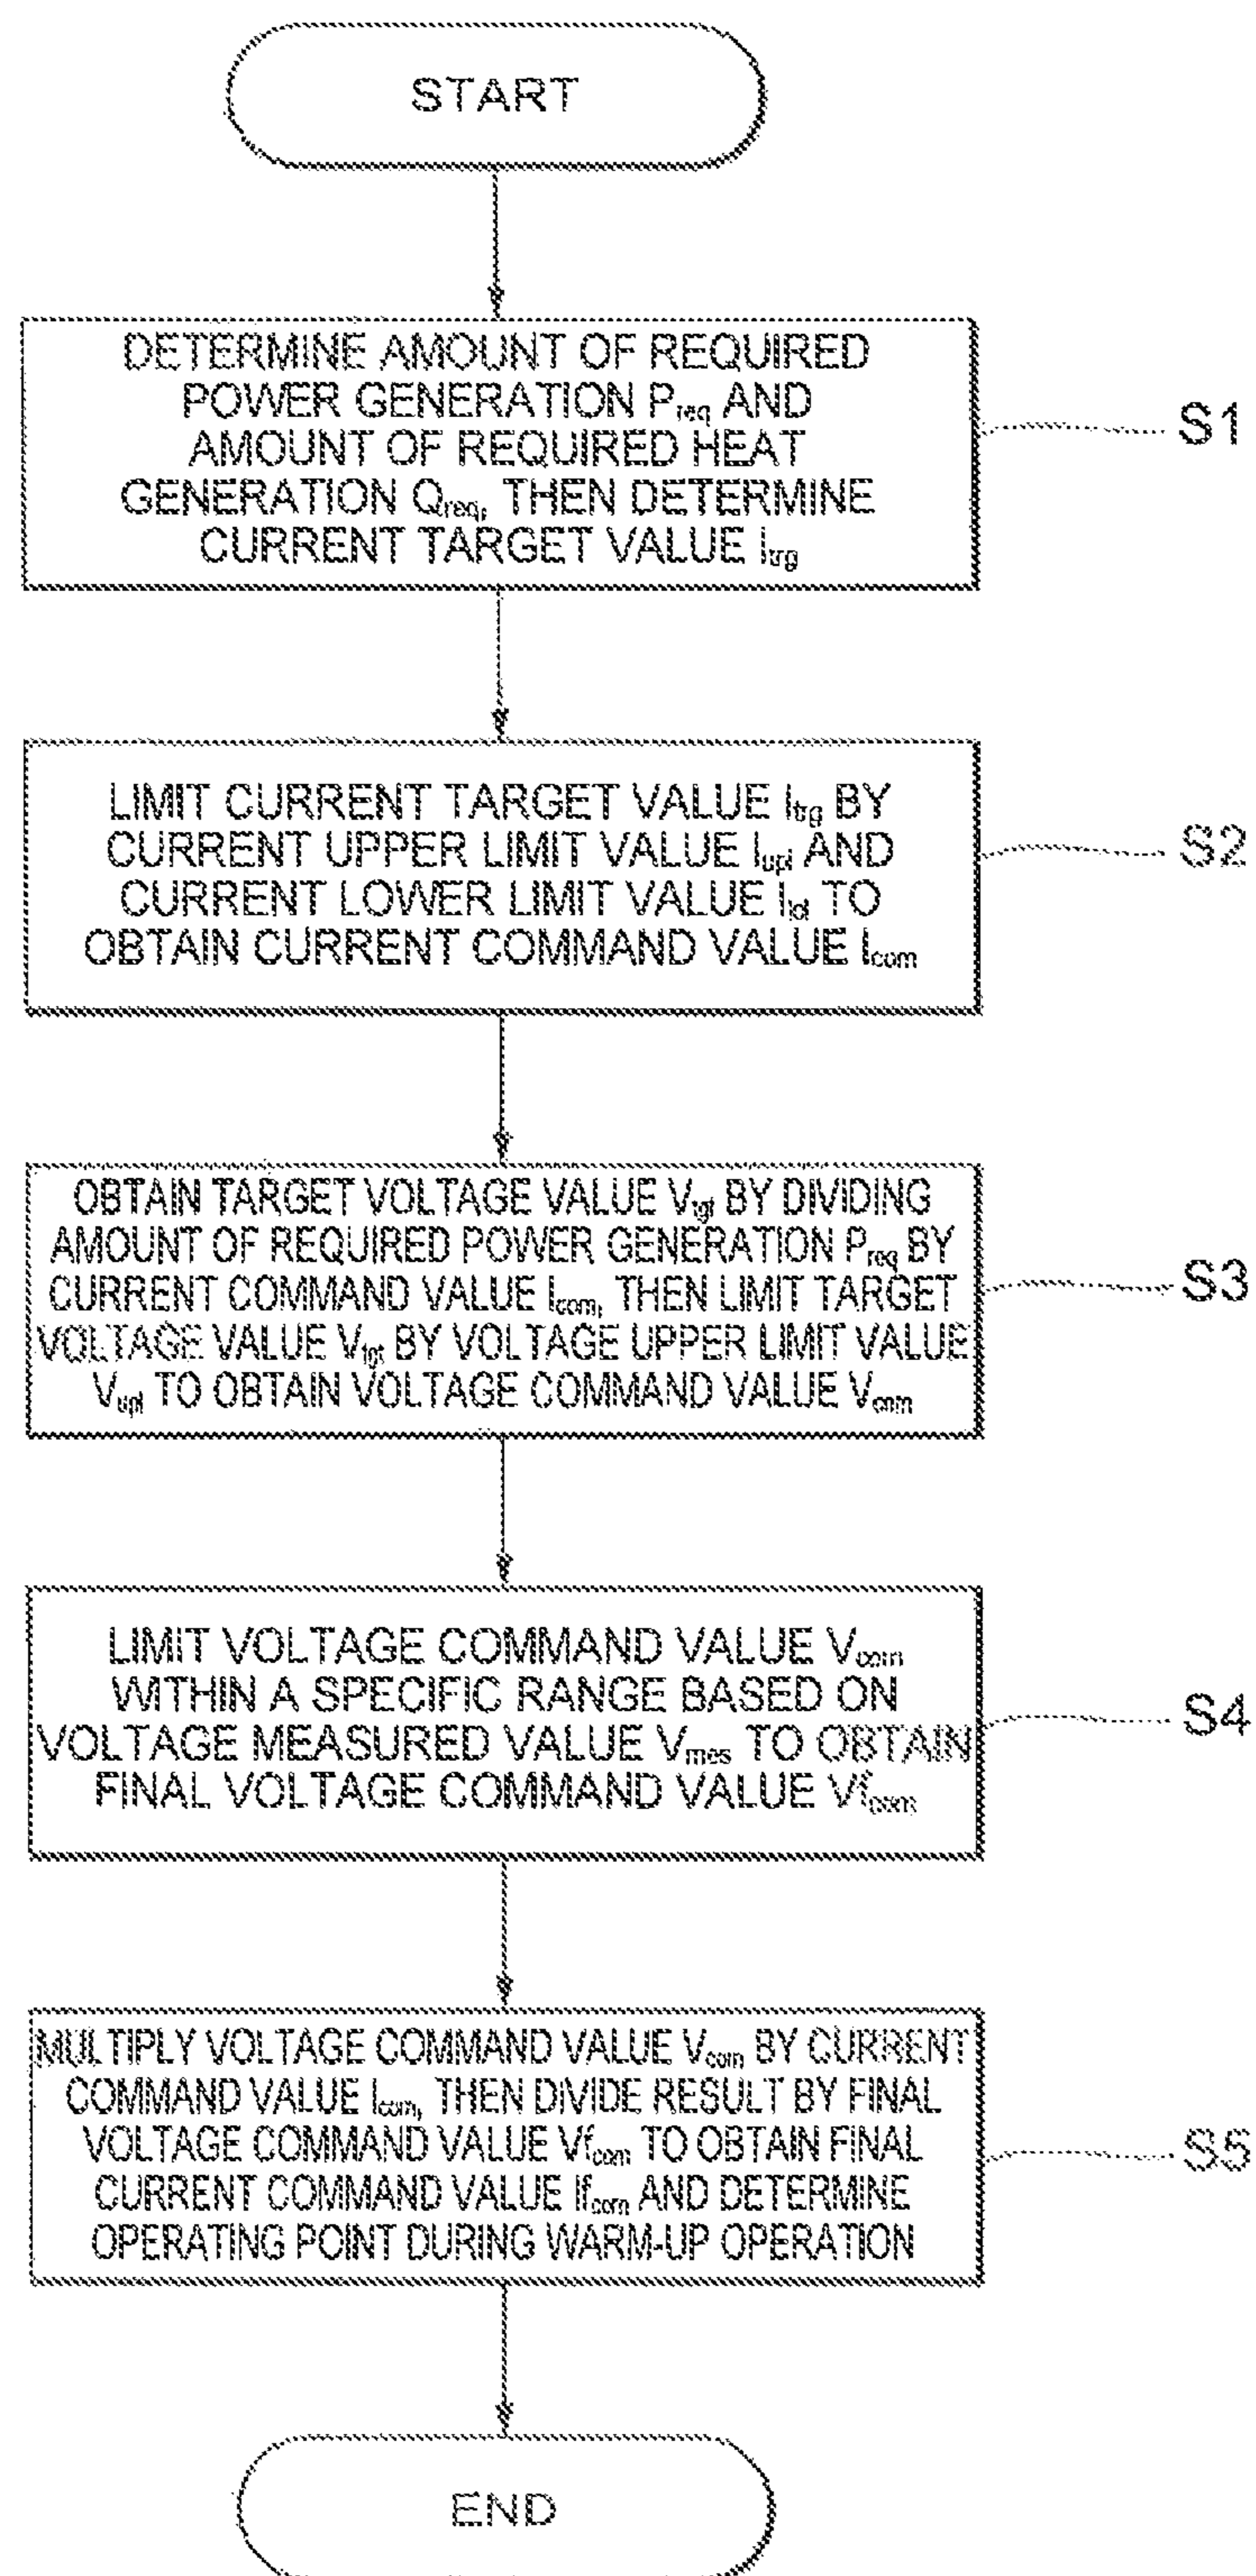 START
DETERMINE AMOUNT OF REQUIRED
POWER GENERATION Preq AND
AMOUNT OF REQUIRED HEAT
GENERATION Qreq, THEN DETERMINE
CURRENT TARGET VALUE Itrg
S1
LIMIT CURRENT TARGET VALUE Itrg BY
CURRENT UPPER LIMIT VALUE Iupl AND
CURRENT LOWER LIMIT VALUE Ilol TO
OBTAIN CURRENT COMMAND VALUE Icom
S2
OBTAIN TARGET VOLTAGE VALUE Vtgt BY DIVIDING
AMOUNT OF REQUIRED POWER GENERATION Preq BY
CURRENT COMMAND VALUE Icom, THEN LIMIT TARGET
VOLTAGE VALUE Vtgt BY VOLTAGE UPPER LIMIT VALUE
Vupl TO OBTAIN VOLTAGE COMMAND VALUE Vcom
S3
LIMIT VOLTAGE COMMAND VALUE Vcom
WITHIN A SPECIFIC RANGE BASED ON
VOLTAGE MEASURED VALUE Vmes TO OBTAIN
FINAL VOLTAGE COMMAND VALUE Vfcom
S4
MULTIPLY VOLTAGE COMMAND VALUE Vcom BY CURRENT
COMMAND VALUE Icom, THEN DIVIDE RESULT BY FINAL
VOLTAGE COMMAND VALUE Vfcom TO OBTAIN FINAL
CURRENT COMMAND VALUE Ifcom AND DETERMINE
OPERATING POINT DURING WARM-UP OPERATION
S5
END